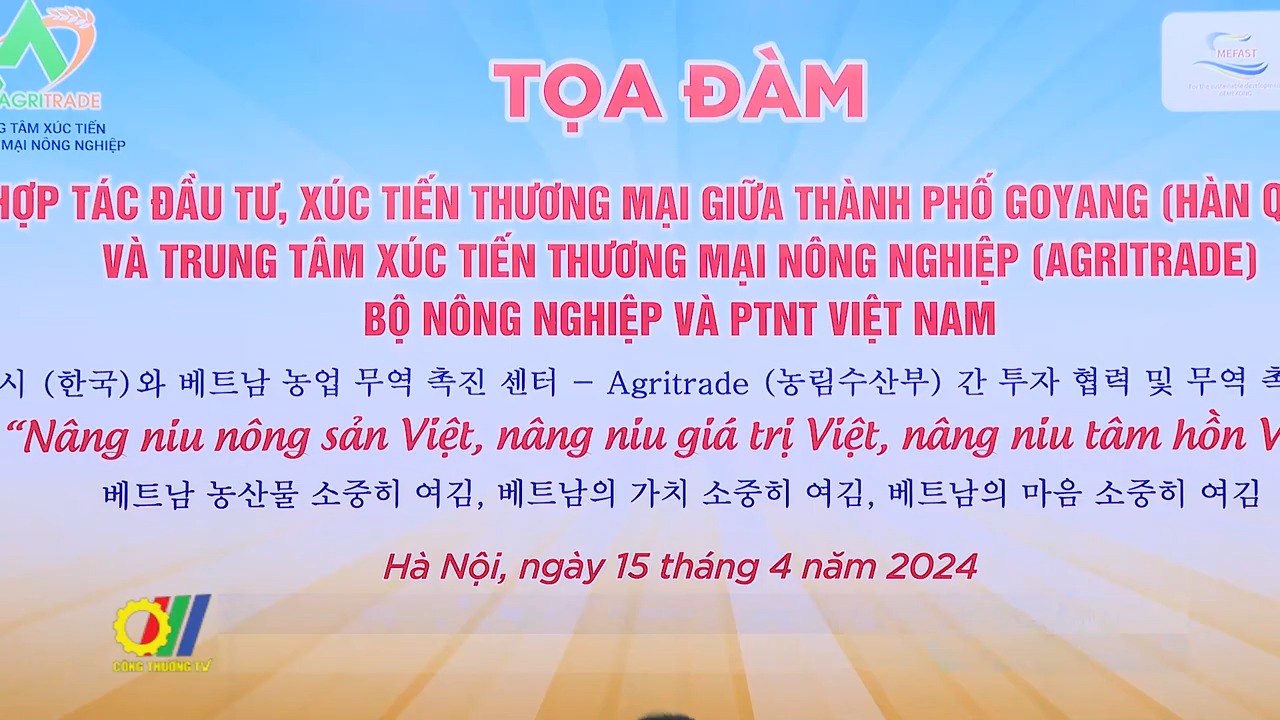 AGRITRADE
G TÂM XÚC TIẾN
MẠI NÔNG NGHIỆP
MEFAST
For the sustainable developm
of MEKONG
TỌA ĐÀM
HỢP TÁC ĐẦU TƯ, XÚC TIẾN THƯƠNG MẠI GIỮA THÀNH PHỐ GOYANG (HÀN Q
VÀ TRUNG TÂM XÚC TIẾN THƯƠNG MẠI NÔNG NGHIỆP (AGRITRADE)
BỘ NÔNG NGHIỆP VÀ PTNT VIỆT NAM
시 (한국)와 베트남 농업 무역 촉진 센터 – Agritrade (농림수산부) 간 투자 협력 및 무역 촉
“Nâng niu nông sản Việt, nâng niu giá trị Việt, nâng niu tâm hồn V
베트남 농산물 소중히 여김, 베트남의 가치 소중히 여김, 베트남의 마음 소중히 여김
Hà Nội, ngày 15 tháng 4 năm 2024
CÔNG THƯƠNG TV